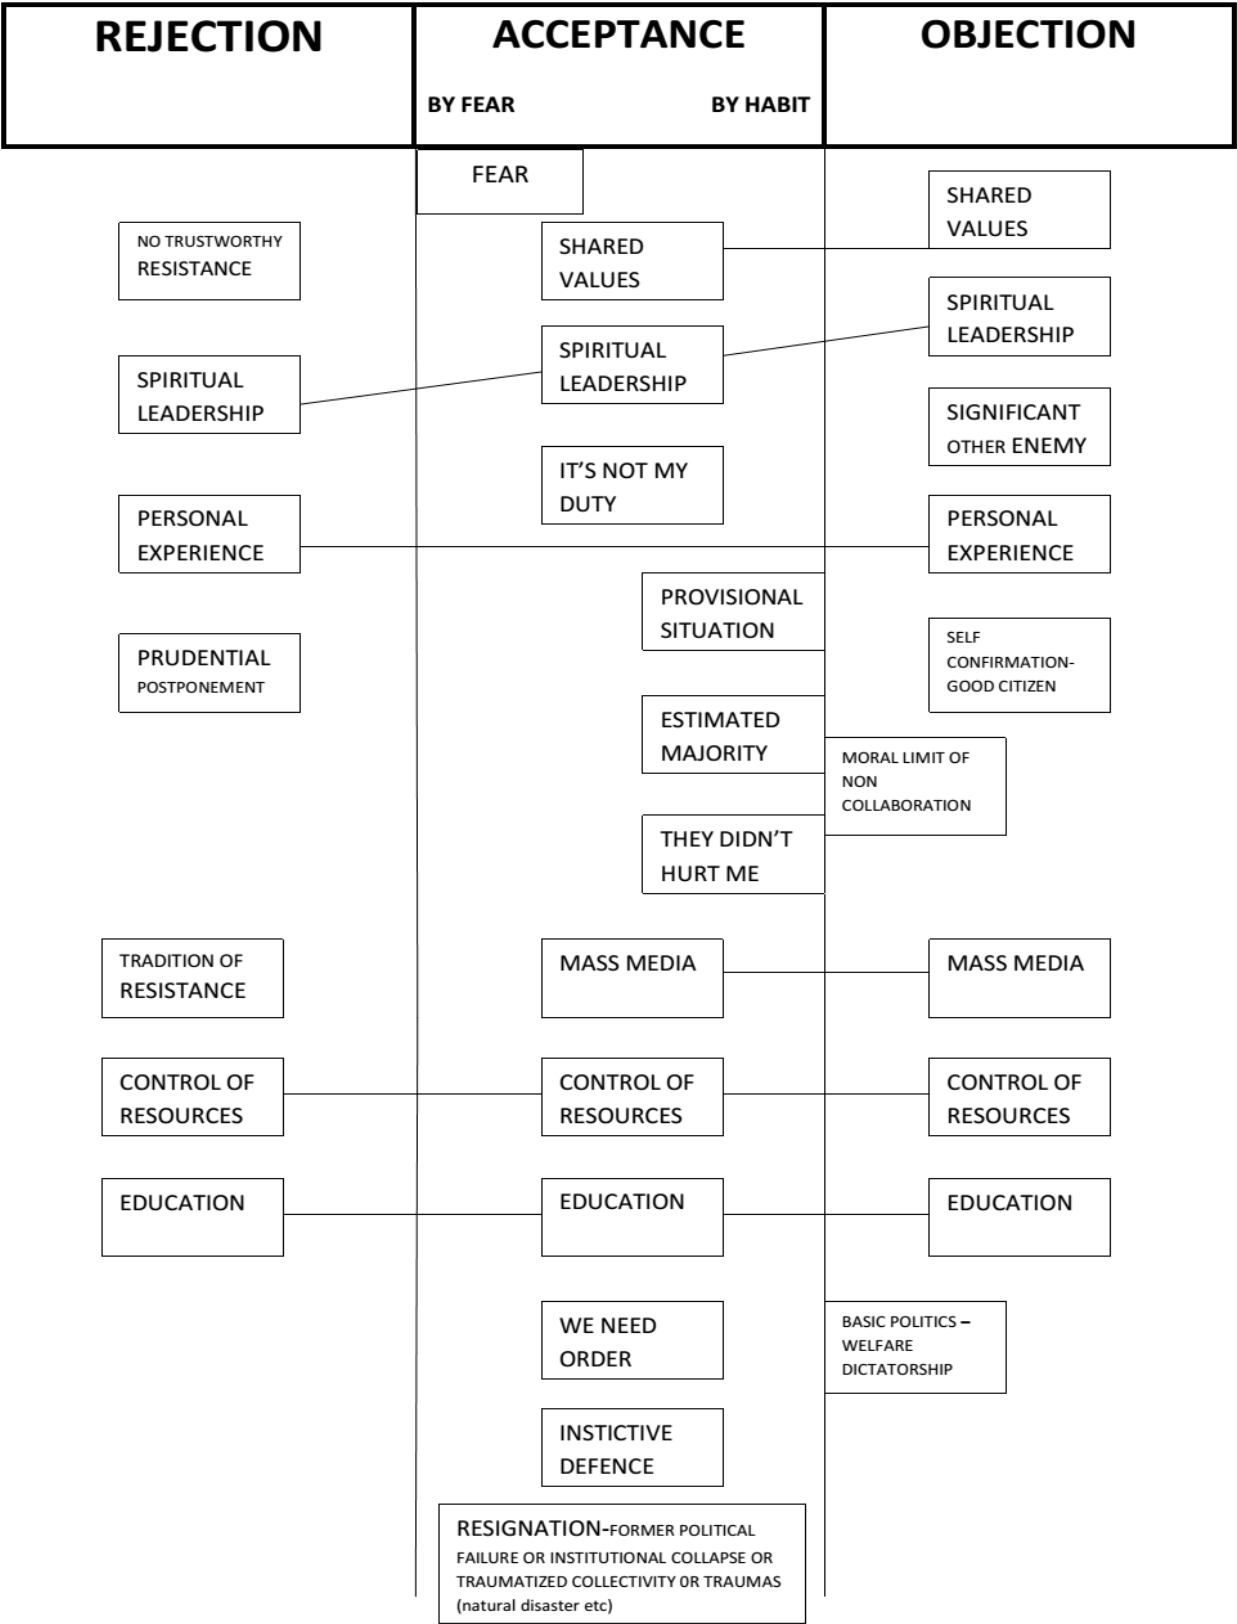 REJECTION
ACCEPTANCE
OBJECTION
BY FEAR
BY HABIT
FEAR
SHARED
VALUES
NO TRUSTWORTHY
RESISTANCE
SHARED
VALUES
SPIRITUAL
LEADERSHIP
SPIRITUAL
LEADERSHIP
SPIRITUAL
LEADERSHIP
SIGNIFICANT
OTHER ENEMY
IT'S NOT MY
DUTY
PERSONAL
EXPERIENCE
PERSONAL
EXPERIENCE
PROVISIONAL
SITUATION
PRUDENTIAL
POSTPONEMENT
SELF
CONFIRMATION-
GOOD CITIZEN
ESTIMATED
MAJORITY
MORAL LIMIT OF
NON
COLLABORATION
THEY DIDN'T
HURT ME
TRADITION OF
RESISTANCE
MASS MEDIA
MASS MEDIA
CONTROL OF
RESOURCES
CONTROL OF
RESOURCES
CONTROL OF
RESOURCES
EDUCATION
EDUCATION
EDUCATION
WE NEED
ORDER
BASIC POLITICS –
WELFARE
DICTATORSHIP
INSTICTIVE
DEFENCE
RESIGNATION-FORMER POLITICAL
FAILURE OR INSTITUTIONAL COLLAPSE OR
TRAUMATIZED COLLECTIVITY 0R TRAUMAS
(natural disaster etc)